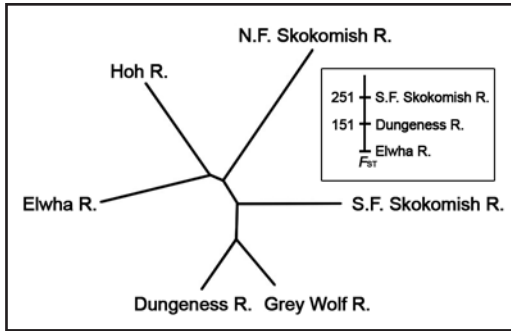 N.F. Skokomish R.
Hoh R.
251 S.F. Skokomish R.
151 Dungeness R.
Elwha R.
FST
Elwha R.
S.F. Skokomish R.
Dungeness R. Grey Wolf R.